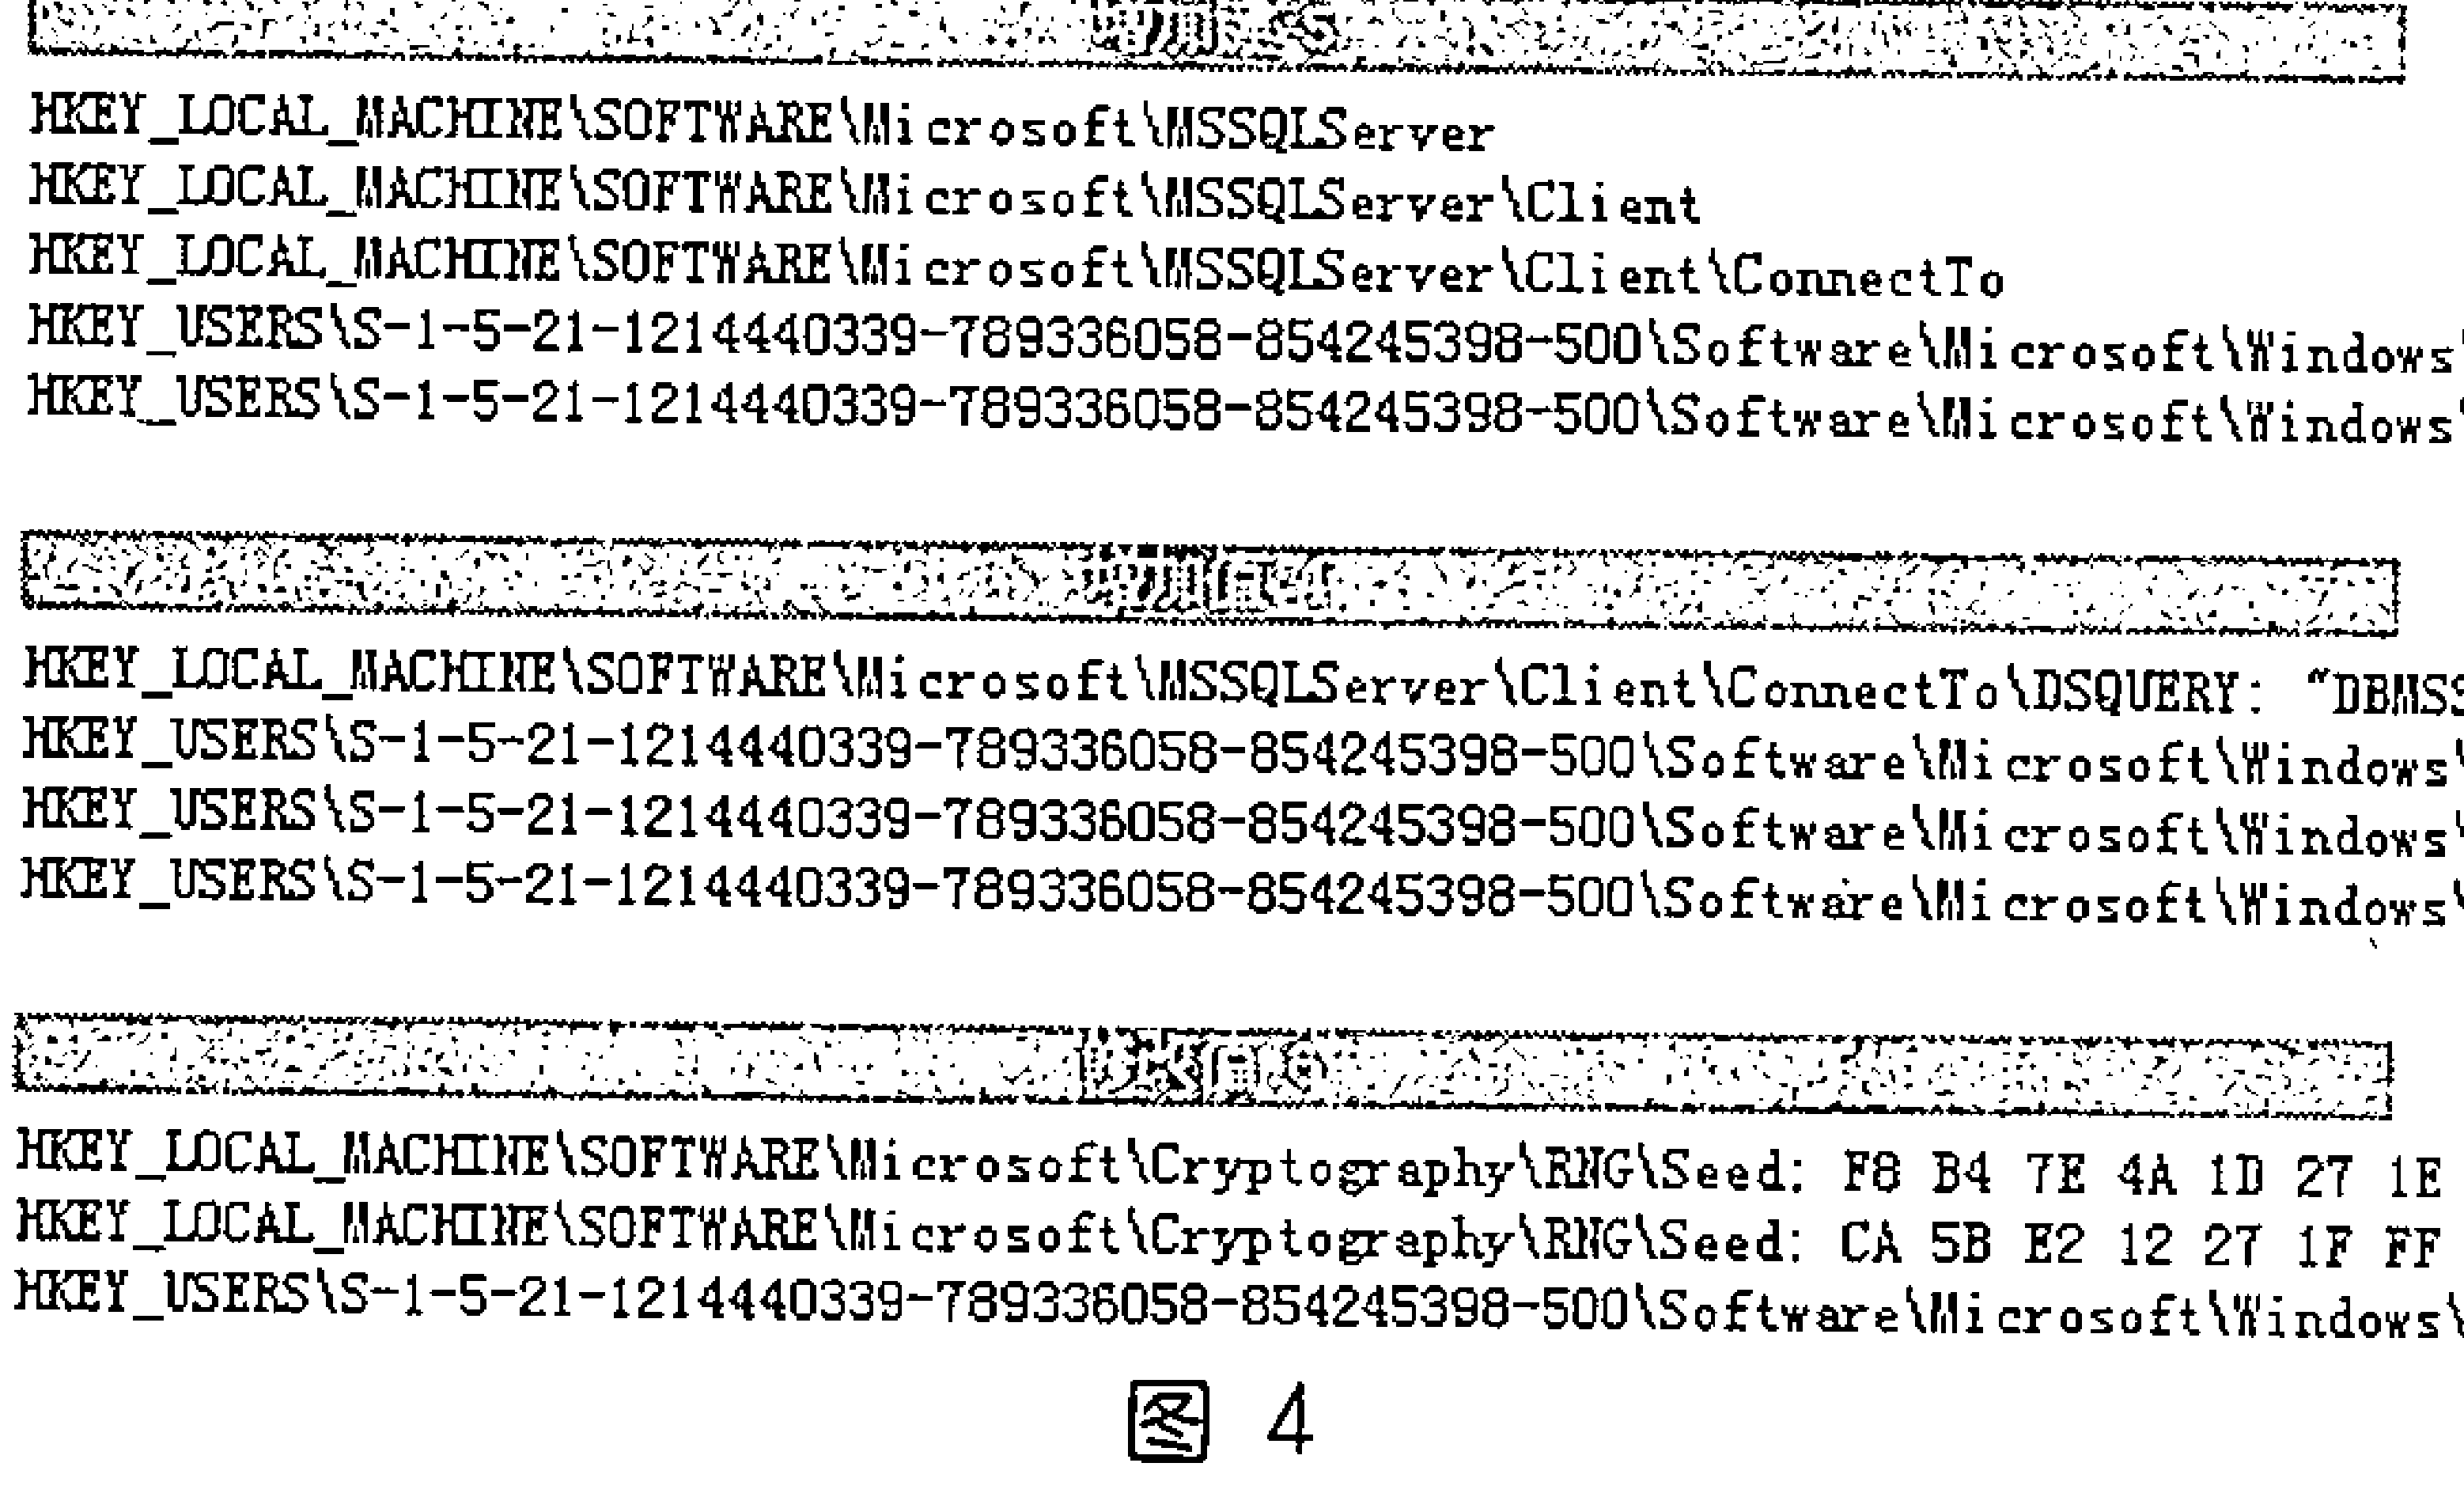 HKEY_LOCAL_MACHINE\SOFTWARE\Microsoft\MSSQLServer
HKEY_LOCAL_MACHINE\SOFTWARE\Microsoft\MSSQLServer\Client
HKEY_LOCAL_MACHINE\SOFTWARE\Microsoft\MSSQLServer\Client\ConnectTo
HKEY_USERS\S-1-5-21-1214440339-789336058-854245398-500\Software\Microsoft\Windows\
HKEY_USERS\S-1-5-21-1214440339-789336058-854245398-500\Software\Microsoft\Windows\
HKEY_LOCAL_MACHINE\SOFTWARE\Microsoft\MSSQLServer\Client\ConnectTo\DSQUERY: "DBMSS
HKEY_USERS\S-1-5-21-1214440339-789336058-854245398-500\Software\Microsoft\Windows\
HKEY_USERS\S-1-5-21-1214440339-789336058-854245398-500\Software\Microsoft\Windows\
HKEY_USERS\S-1-5-21-1214440339-789336058-854245398-500\Software\Microsoft\Windows\
HKEY_LOCAL_MACHINE\SOFTWARE\Microsoft\Cryptography\RNG\Seed: F8 B4 7E 4A 1D 27 1E
HKEY_LOCAL_MACHINE\SOFTWARE\Microsoft\Cryptography\RNG\Seed: CA 5B E2 12 27 1F FF
HKEY_USERS\S-1-5-21-1214440339-789336058-854245398-500\Software\Microsoft\Windows\
图 4